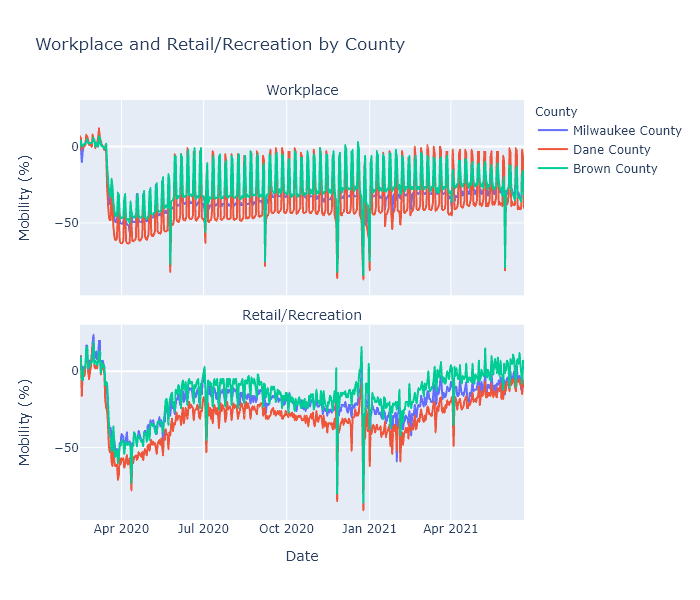 Workplace and Retail/Recreation by County
Workplace
County
Milwaukee County
Dane County
Brown County
Mobility (%)
0
−50
Retail/Recreation
Mobility (%)
0
−50
Apr 2020
Jul 2020
Oct 2020
Jan 2021
Apr 2021
Date